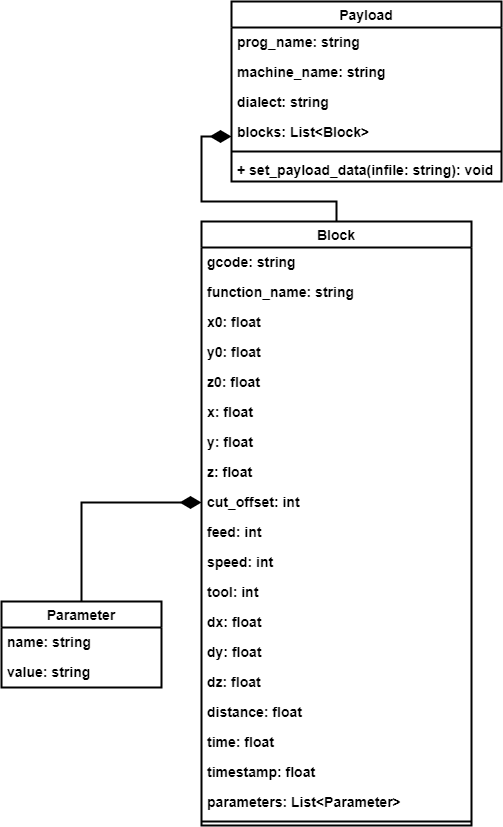 Payload
prog_name: string
machine_name: string
dialect: string
blocks: List<Block>
+ set_payload_data(infile: string): void
Block
gcode: string
function_name: string
x0: float
y0: float
z0: float
x: float
y: float
z: float
cut_offset: int
feed: int
speed: int
tool: int
dx: float
dy: float
dz: float
distance: float
time: float
timestamp: float
parameters: List<Parameter>
Parameter
name: string
value: string